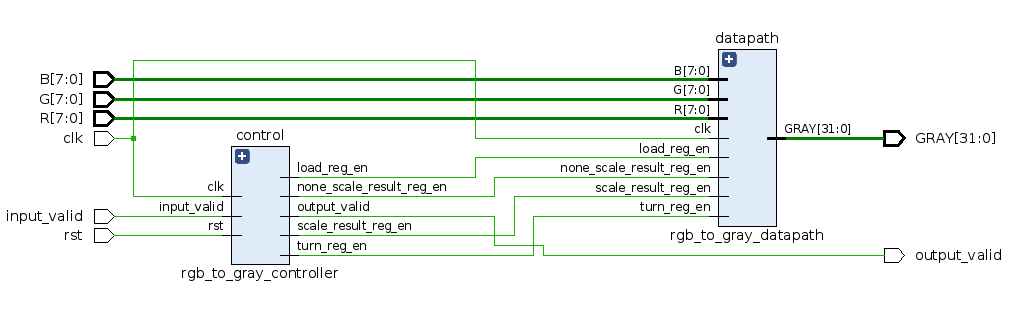 datapath
B[7:0]
G[7:0]
R[7:0]
clk
B[7:0]
G[7:0]
R[7:0]
clk
GRAY[31:0]
GRAY[31:0]
control
load_reg_en
none_scale_result_reg_en
scale_result_reg_en
turn_reg_en
rgb_to_gray_datapath
load_reg_en
clk
none_scale_result_reg_en
input_valid
input_valid
output_valid
rst
rst
scale_result_reg_en
turn_reg_en
output_valid
rgb_to_gray_controller